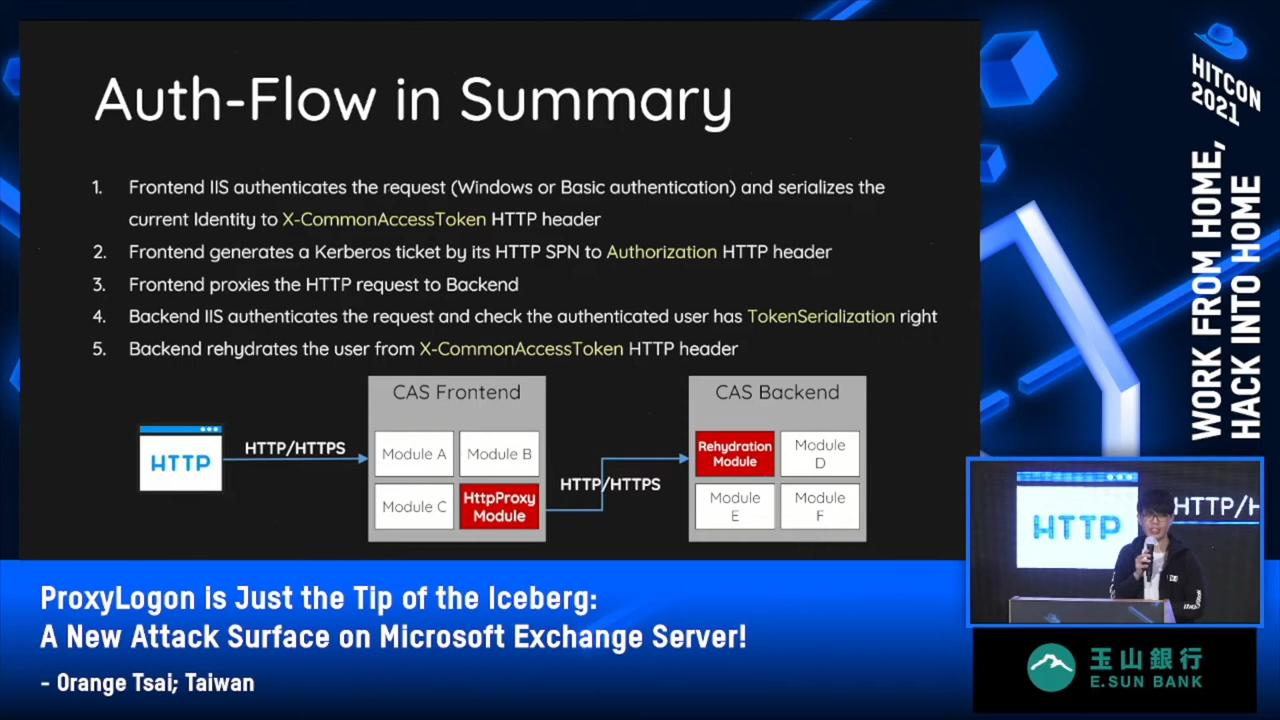 Auth-Flow in Summary
1. Frontend IIS authenticates the request (Windows or Basic authentication) and serializes the
current Identity to X-CommonAccessToken HTTP header
2. Frontend generates a Kerberos ticket by its HTTP SPN to Authorization HTTP header
3. Frontend proxies the HTTP request to Backend
4. Backend IIS authenticates the request and check the authenticated user has TokenSerialization right
5. Backend rehydrates the user from X-CommonAccessToken HTTP header
HTTP
HTTP/HTTPS
CAS Frontend
Module A
Module B
Module C
HttpProxy
Module
HTTP/HTTPS
CAS Backend
Rehydration
Module
Module
D
Module
E
Module
F
HITCON
2021
WORK FROM HOME,
HACK INTO HOME
HTTP
HTTP/H
ProxyLogon is Just the Tip of the Iceberg:
A New Attack Surface on Microsoft Exchange Server!
- Orange Tsai; Taiwan
玉山銀行
E.SUN BANK